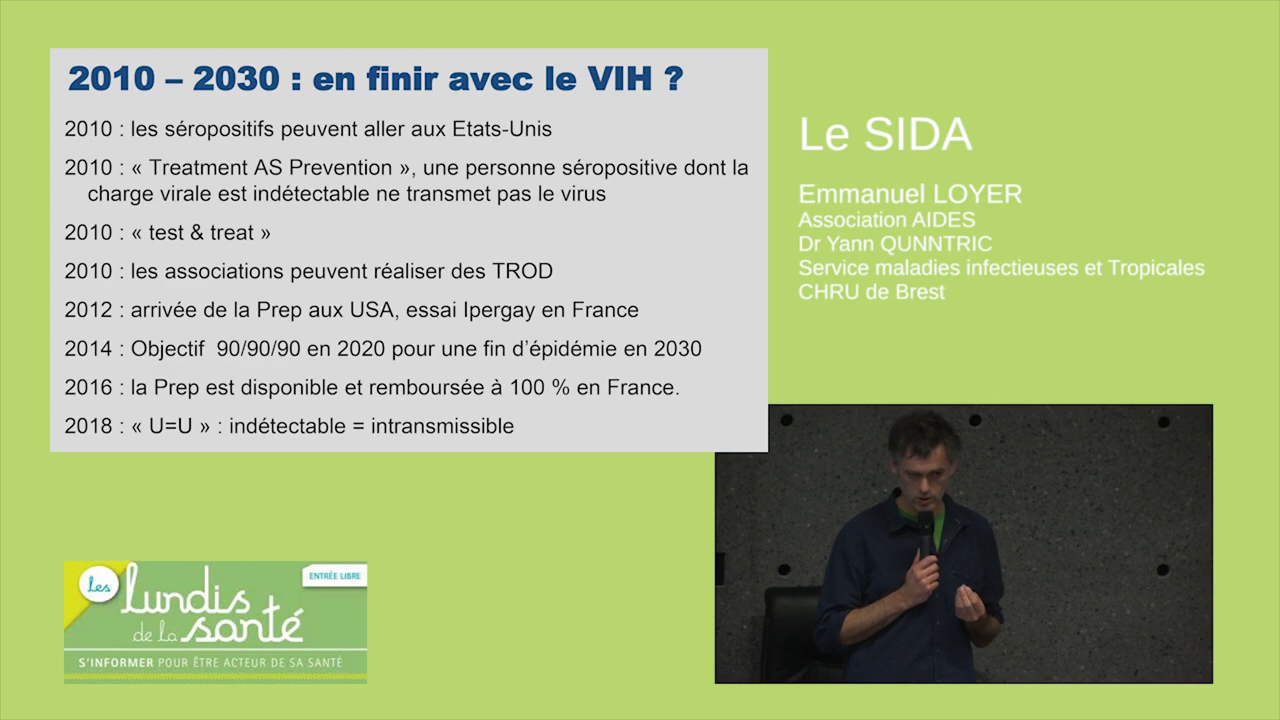 2010 – 2030 : en finir avec le VIH ?
2010 : les séropositifs peuvent aller aux Etats-Unis
2010 : « Treatment AS Prevention », une personne séropositive dont la
charge virale est indétectable ne transmet pas le virus
2010 : « test & treat »
2010 : les associations peuvent réaliser des TROD
2012 : arrivée de la Prep aux USA, essai Ipergay en France
2014 : Objectif  90/90/90 en 2020 pour une fin d’épidémie en 2030
2016 : la Prep est disponible et remboursée à 100 % en France.
2018 : « U=U » : indétectable = intransmissible
Le SIDA
Emmanuel LOYER
Association AIDES
Dr Yann QUNNTRIC
Service maladies infectieuses et Tropicales
CHRU de Brest
les
lundis
de la santé
ENTRÉE LIBRE
S'INFORMER POUR ÊTRE ACTEUR DE SA SANTÉ